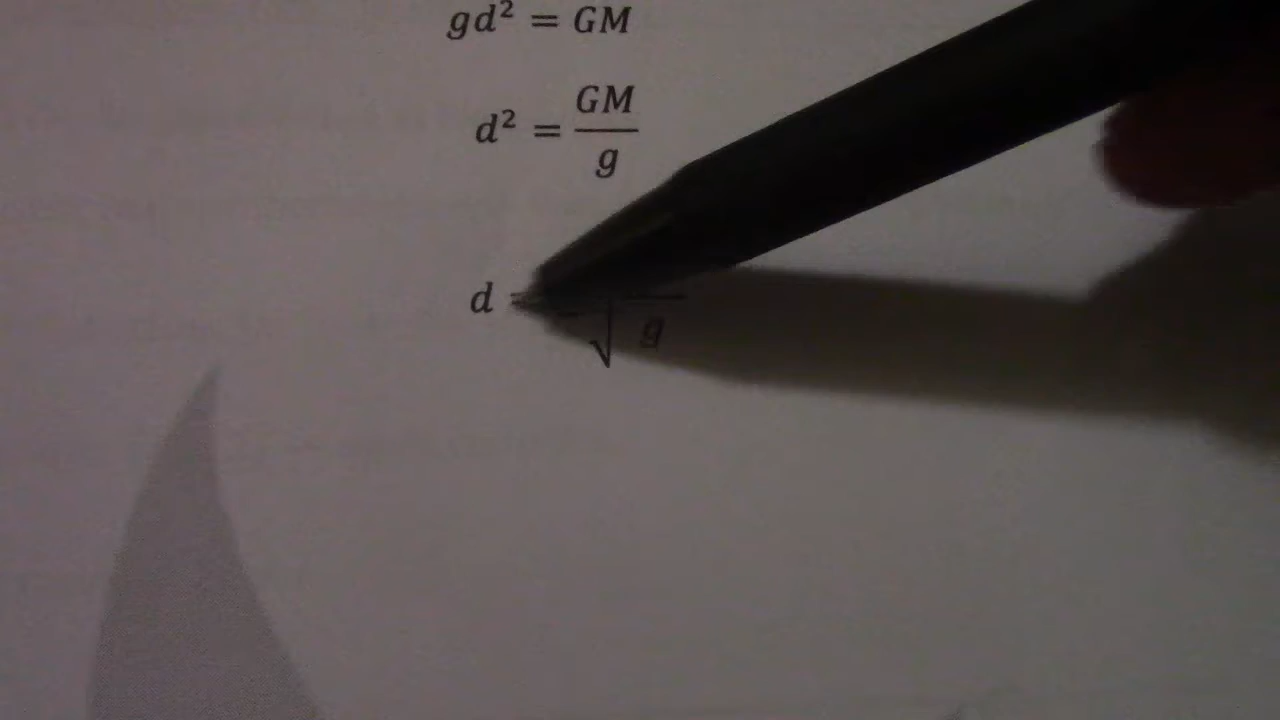 gd² = GM
d² = GM/g
d = √g